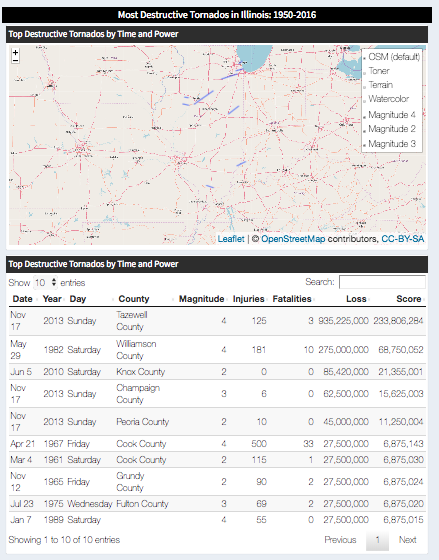 Most Destructive Tornados in Illinois: 1950-2016
Top Destructive Tornados by Time and Power
+
−
OSM (default)
Toner
Terrain
Watercolor
Magnitude 4
Magnitude 2
Magnitude 3
Leaflet | © OpenStreetMap contributors, CC-BY-SA
Top Destructive Tornados by Time and Power
Show 10 entries Search:
Date Year Day County Magnitude Injuries Fatalities Loss Score
Nov 17 2013 Sunday Tazewell County 4 125 3 935,225,000 233,806,284
May 29 1982 Saturday Williamson County 4 181 10 275,000,000 68,750,052
Jun 5 2010 Saturday Knox County 2 0 0 85,420,000 21,355,001
Nov 17 2013 Sunday Champaign County 3 6 0 62,500,000 15,625,003
Nov 17 2013 Sunday Peoria County 2 10 0 45,000,000 11,250,004
Apr 21 1967 Friday Cook County 4 500 33 27,500,000 6,875,143
Mar 4 1961 Saturday Cook County 2 115 1 27,500,000 6,875,030
Nov 12 1965 Friday Grundy County 2 90 2 27,500,000 6,875,024
Jul 23 1975 Wednesday Fulton County 3 69 2 27,500,000 6,875,020
Jan 7 1989 Saturday 4 55 0 27,500,000 6,875,015
Showing 1 to 10 of 10 entries Previous 1 Next